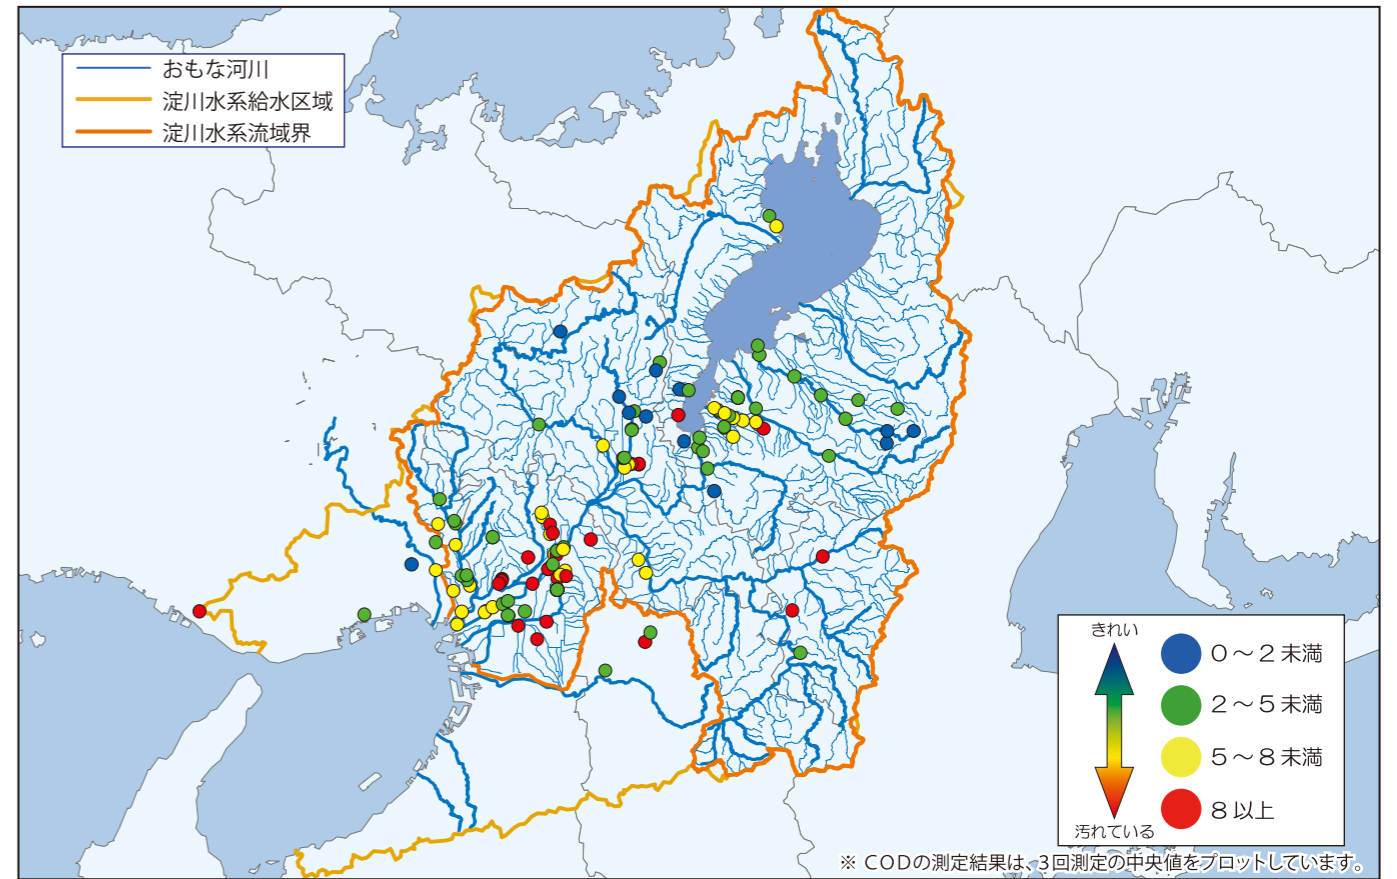 おもな河川
淀川水系給水区域
淀川水系流域界
きれい
汚れている
0～2未満
2～5未満
5～8未満
8以上
※ CODの測定結果は、3回測定の中央値をプロットしています。